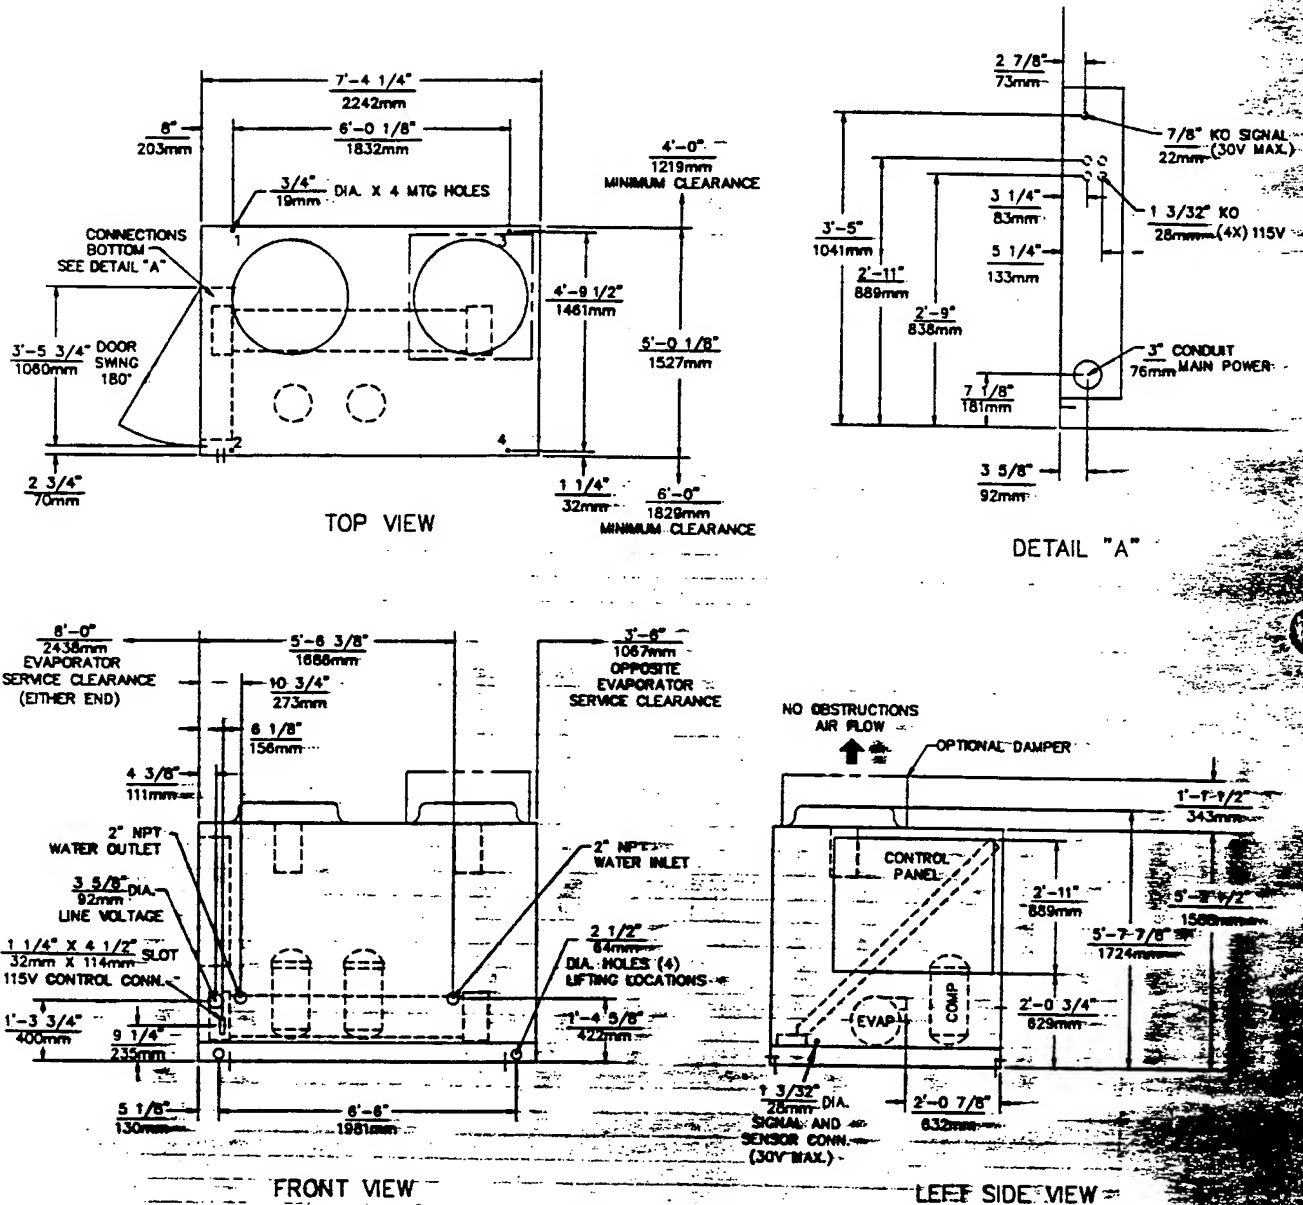 7'-4 1/4"
2242mm
8"
203mm
6'-0 1/8"
1832mm
3/4" DIA. X 4 MTG HOLES
19mm
4'-0"
1219mm
MINIMUM CLEARANCE
CONNECTIONS
BOTTOM
SEE DETAIL "A"
1
3
3'-5 3/4"
1060mm
DOOR
SWING
180°
4'-9 1/2"
1461mm
5'-0 1/8"
1527mm
2
4
2 3/4"
70mm
1 1/4"
32mm
6'-0"
1829mm
MINIMUM CLEARANCE
TOP VIEW
2 7/8"
73mm
7/8" KO SIGNAL
22mm (30V MAX.)
3 1/4"
83mm
1 3/32" KO
28mm (4X) 115V
3'-5"
1041mm
5 1/4"
133mm
2'-11"
889mm
2'-9"
838mm
3" CONDUIT
76mm MAIN POWER
7 1/8"
181mm
3 5/8"
92mm
DETAIL "A"
8'-0"
2438mm
EVAPORATOR
SERVICE CLEARANCE
(EITHER END)
5'-6 3/8"
1686mm
3'-6"
1067mm
OPPOSITE
EVAPORATOR
SERVICE CLEARANCE
10 3/4"
273mm
6 1/8"
156mm
4 3/8"
111mm
2" NPT
WATER OUTLET
2" NPT
WATER INLET
3 5/8" DIA.
92mm
LINE VOLTAGE
1 1/4" X 4 1/2" SLOT
32mm X 114mm
115V CONTROL CONN.
2 1/2"
64mm
DIA. HOLES (4)
LIFTING LOCATIONS
1'-3 3/4"
400mm
9 1/4"
235mm
1'-4 5/8"
422mm
5 1/8"
130mm
6'-6"
1981mm
FRONT VIEW
NO OBSTRUCTIONS
AIR FLOW
OPTIONAL DAMPER
1'-1 1/2"
343mm
CONTROL
PANEL
2'-11"
889mm
5'-7 7/8"
1724mm
EVAP
COMP
2'-0 3/4"
629mm
1 3/32"
28mm DIA.
SIGNAL AND
SENSOR CONN.
(30V MAX.)
2'-0 7/8"
632mm
LEFT SIDE VIEW